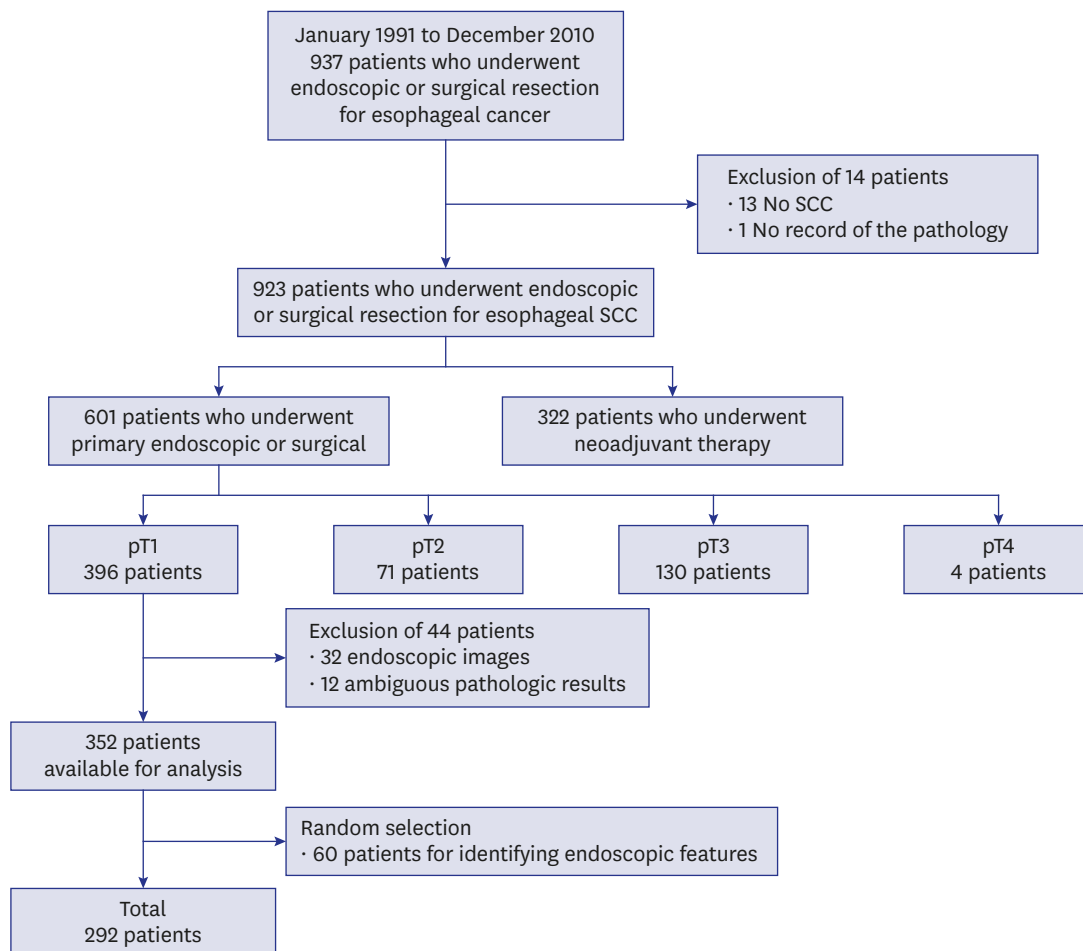 January 1991 to December 2010
937 patients who underwent
endoscopic or surgical resection
for esophageal cancer
Exclusion of 14 patients
· 13 No SCC
· 1 No record of the pathology
923 patients who underwent endoscopic
or surgical resection for esophageal SCC
601 patients who underwent
primary endoscopic or surgical
322 patients who underwent
neoadjuvant therapy
pT1
396 patients
pT2
71 patients
pT3
130 patients
pT4
4 patients
Exclusion of 44 patients
· 32 endoscopic images
· 12 ambiguous pathologic results
352 patients
available for analysis
Random selection
· 60 patients for identifying endoscopic features
Total
292 patients